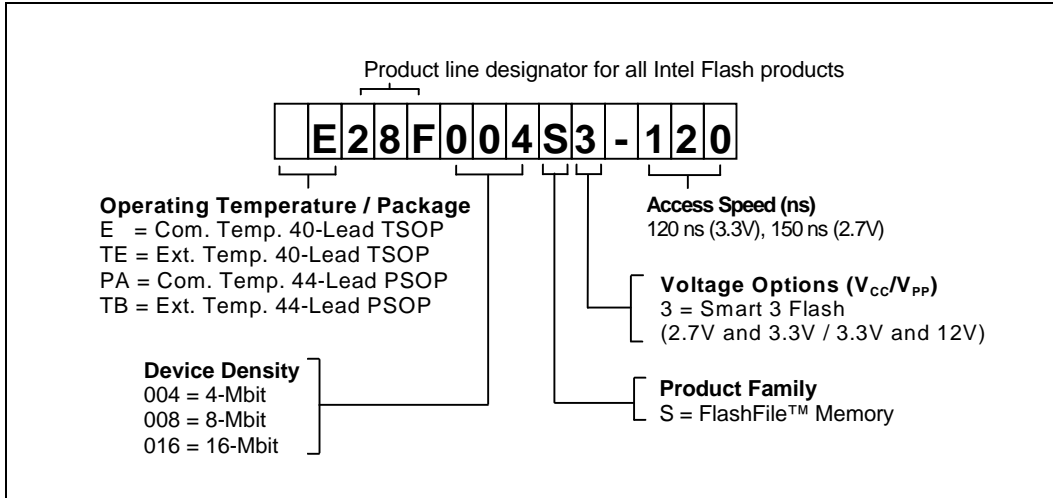 Product line designator for all Intel Flash products
E28F004S3-120
Operating Temperature / Package
E = Com. Temp. 40-Lead TSOP
TE = Ext. Temp. 40-Lead TSOP
PA = Com. Temp. 44-Lead PSOP
TB = Ext. Temp. 44-Lead PSOP
Device Density
004 = 4-Mbit
008 = 8-Mbit
016 = 16-Mbit
Access Speed (ns)
120 ns (3.3V), 150 ns (2.7V)
Voltage Options (VCC/VPP)
3 = Smart 3 Flash
(2.7V and 3.3V / 3.3V and 12V)
Product Family
S = FlashFile™ Memory